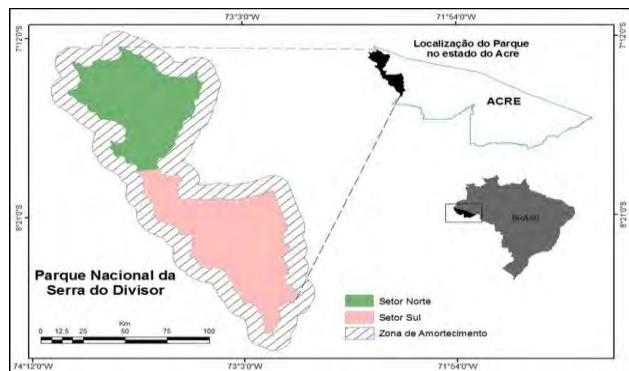 73°3'0"W
71°54'0"W
7°12'0"S
7°12'0"S
Localização do Parque
no estado do Acre
ACRE
BRASIL
8°21'0"S
8°21'0"S
Parque Nacional da
Serra do Divisor
Setor Norte
Setor Sul
Zona de Amortecimento
Km
0 12,5 25 50 75 100
74°12'0"W
73°3'0"W
71°54'0"W